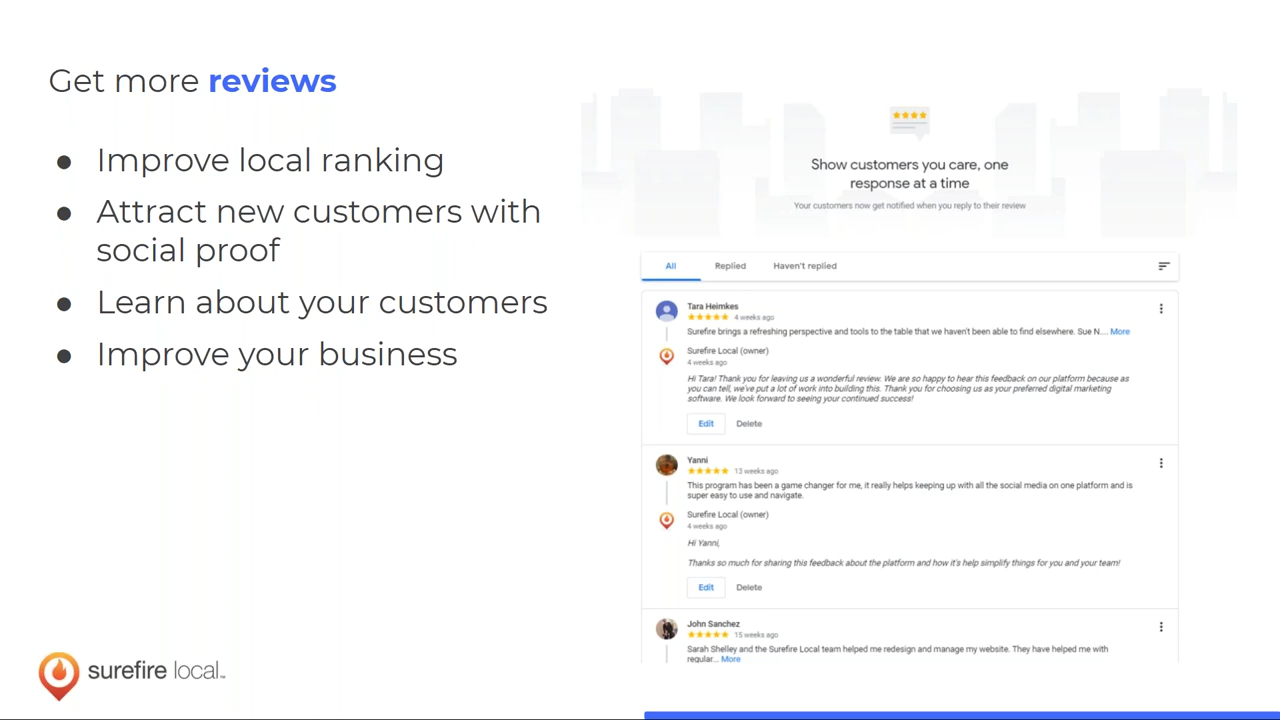 Get more reviews
● Improve local ranking
● Attract new customers with
social proof
● Learn about your customers
● Improve your business
surefire local™
Show customers you care, one
response at a time
Your customers now get notified when you reply to their review
All Replied Haven't replied
Tara Heimkes
4 weeks ago
Surefire brings a refreshing perspective and tools to the table that we haven't been able to find elsewhere. Sue N.... More
Surefire Local (owner)
4 weeks ago
Hi Tara! Thank you for leaving us a wonderful review. We are so happy to hear this feedback on our platform because as
you can tell, we've put a lot of work into building this. Thank you for choosing us as your preferred digital marketing
software. We look forward to seeing your continued success!
Edit Delete
Yanni
13 weeks ago
This program has been a game changer for me, it really helps keeping up with all the social media on one platform and is
super easy to use and navigate.
Surefire Local (owner)
4 weeks ago
Hi Yanni,
Thanks so much for sharing this feedback about the platform and how it's help simplify things for you and your team!
Edit Delete
John Sanchez
15 weeks ago
Sarah Shelley and the Surefire Local team helped me redesign and manage my website. They have helped me with
regular... More